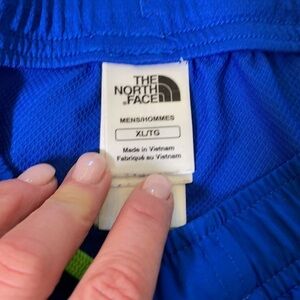 THE
NORTH
FACE
MENS/HOMMES
XL/TG
Made in Vietnam
Fabriqué au Vietnam